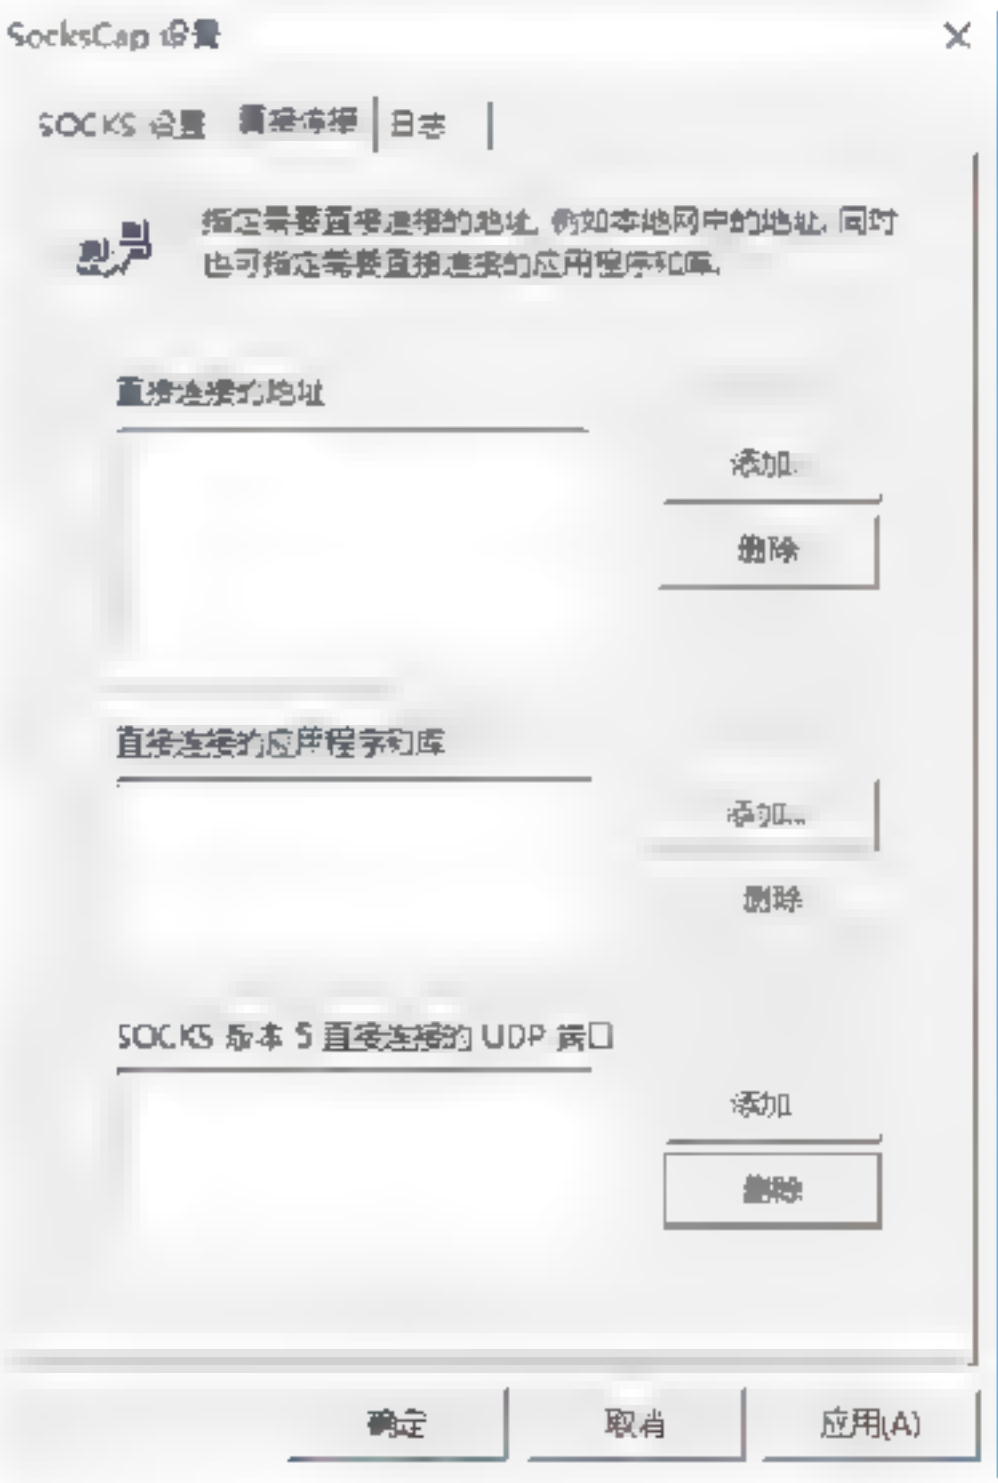 SocksCap 设置
SOCKS 设置 直接连接 日志
指定需要直接连接的地址, 例如本地网中的地址, 同时
也可指定需要直接连接的应用程序和库.
直接连接的地址
添加...
删除
直接连接的应用程序和库
添加...
删除
SOCKS 版本 5 直接连接的 UDP 端口
添加
删除
确定 取消 应用(A)